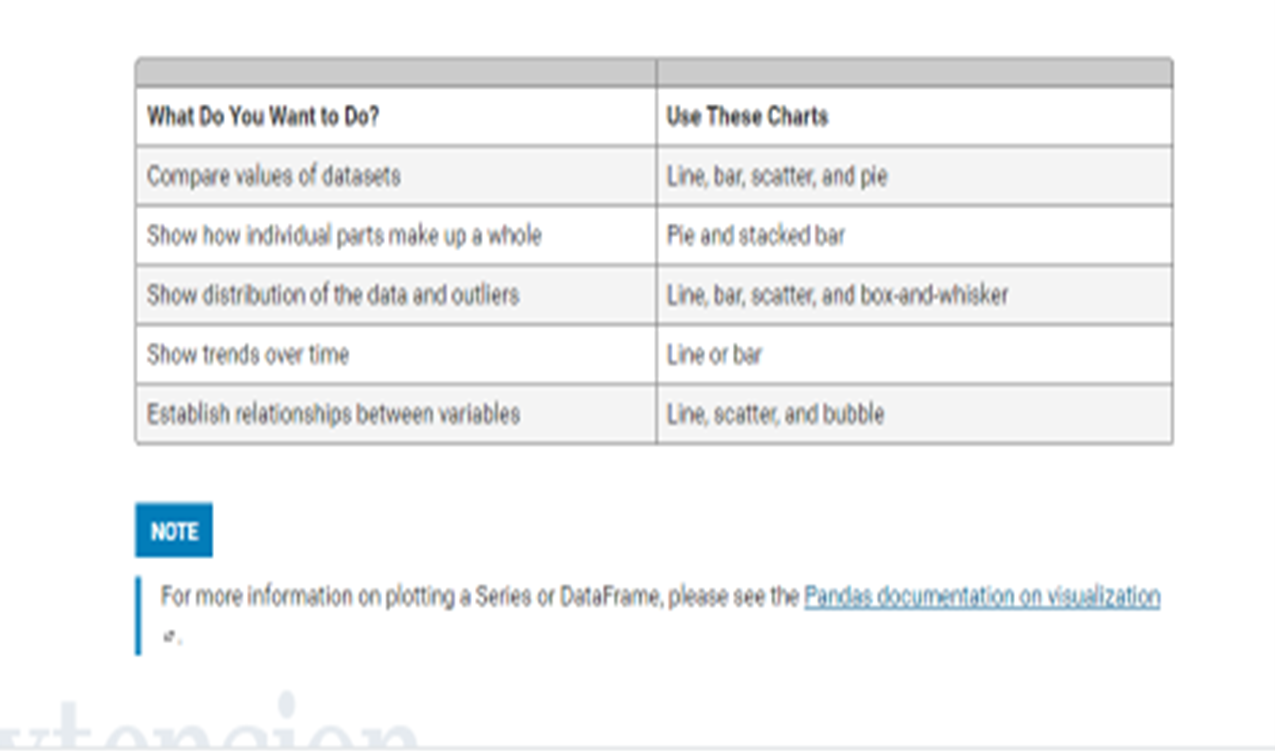 What Do You Want to Do? Use These Charts
Compare values of datasets Line, bar, scatter, and pie
Show how individual parts make up a whole Pie and stacked bar
Show distribution of the data and outliers Line, bar, scatter, and box-and-whisker
Show trends over time Line or bar
Establish relationships between variables Line, scatter, and bubble
NOTE
For more information on plotting a Series or DataFrame, please see the Pandas documentation on visualization
.